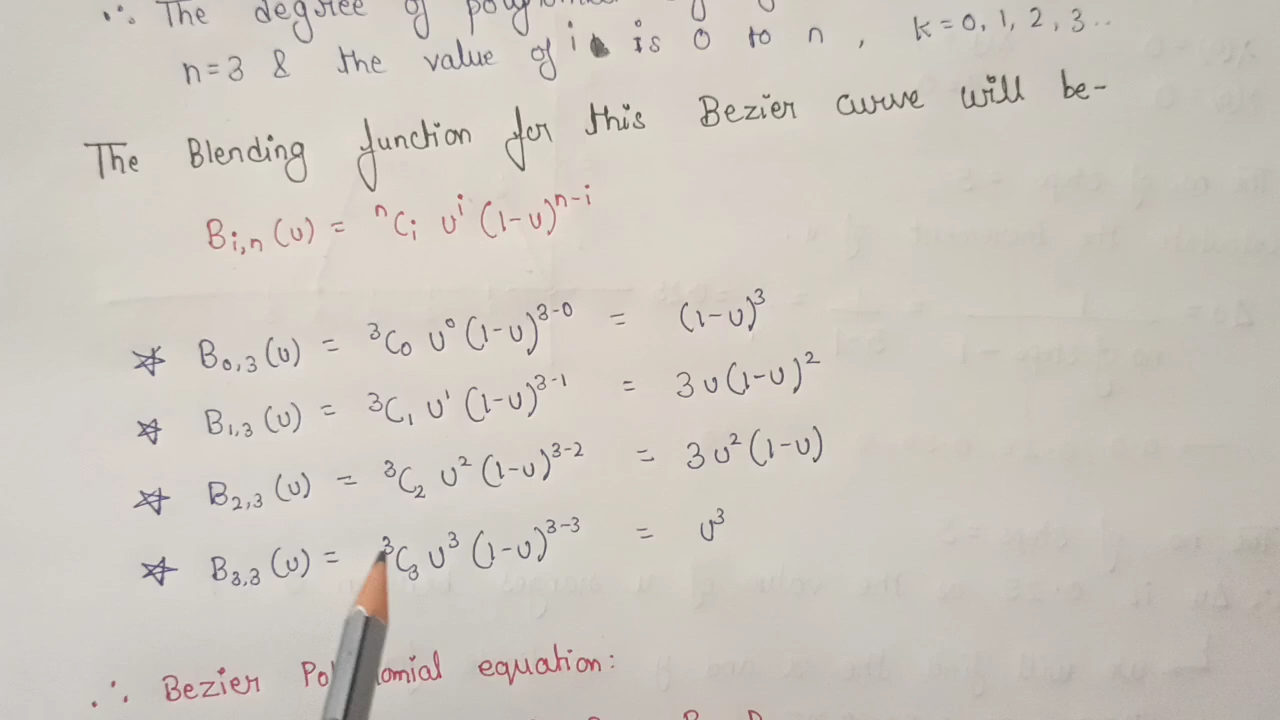 ∴ The degree of
n=3 & the value of i is 0 to n, k=0, 1, 2, 3..
The Blending function for this Bezier curve will be-
Bi,n (u) = ⁿCᵢ uⁱ (1-u)ⁿ⁻ⁱ
☆ B₀,₃ (u) = ³C₀ u⁰ (1-u)³⁻⁰ = (1-u)³
☆ B₁,₃ (u) = ³C₁ u¹ (1-u)³⁻¹ = 3u(1-u)²
☆ B₂,₃ (u) = ³C₂ u² (1-u)³⁻² = 3u²(1-u)
☆ B₃,₃ (u) = ³C₃ u³ (1-u)³⁻³ = u³
∴ Bezier equation: